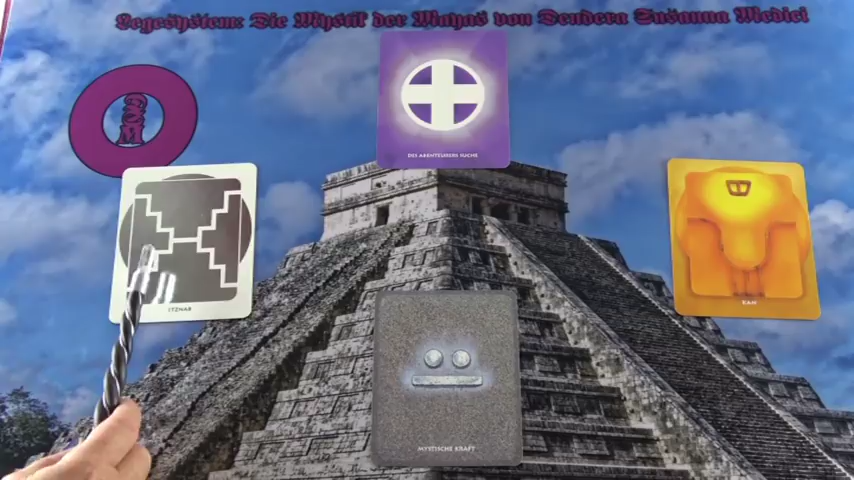 Legesystem: Die Mystik der Mayas von Dendera Susanna Medici
DES ABENTEURERS SUCHE
ETZNAB
KAN
MYSTISCHE KRAFT